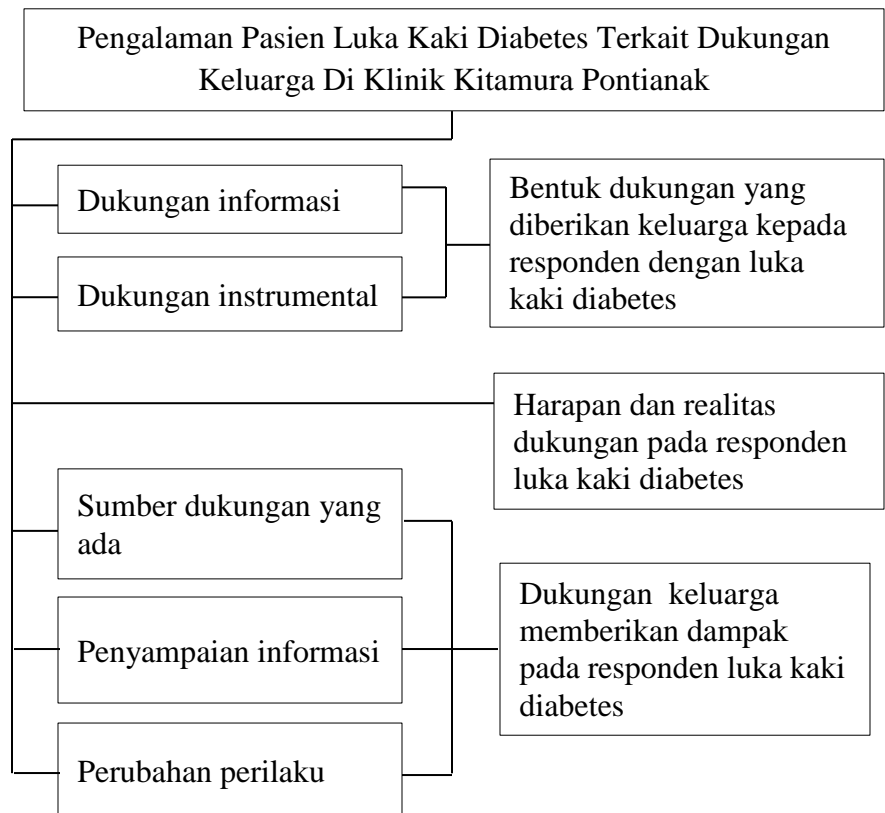 Pengalaman Pasien Luka Kaki Diabetes Terkait Dukungan
Keluarga Di Klinik Kitamura Pontianak
Dukungan informasi
Dukungan instrumental
Bentuk dukungan yang
diberikan keluarga kepada
responden dengan luka
kaki diabetes
Harapan dan realitas
dukungan pada responden
luka kaki diabetes
Sumber dukungan yang
ada
Penyampaian informasi
Perubahan perilaku
Dukungan keluarga
memberikan dampak
pada responden luka kaki
diabetes